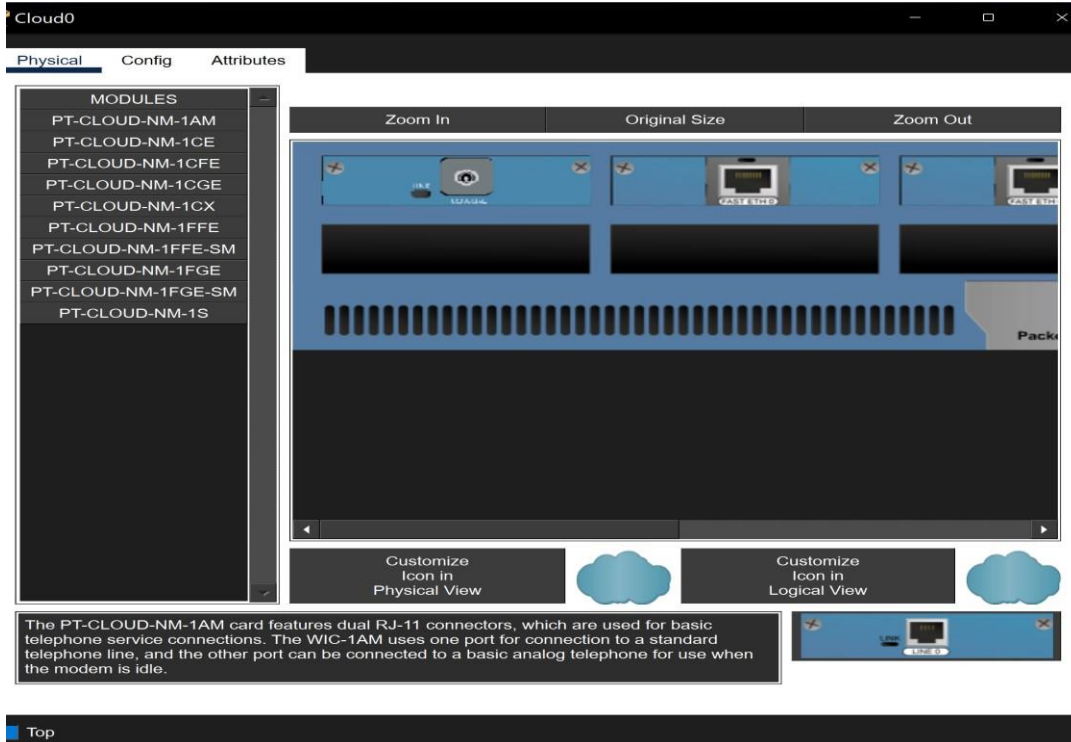 Cloud0
Physical Config Attributes
MODULES
PT-CLOUD-NM-1AM
PT-CLOUD-NM-1CE
PT-CLOUD-NM-1CFE
PT-CLOUD-NM-1CGE
PT-CLOUD-NM-1CX
PT-CLOUD-NM-1FFE
PT-CLOUD-NM-1FFE-SM
PT-CLOUD-NM-1FGE
PT-CLOUD-NM-1FGE-SM
PT-CLOUD-NM-1S
Zoom In Original Size Zoom Out
FAST ETH 0
FAST ETH
Packe
Customize
Icon in
Physical View
Customize
Icon in
Logical View
The PT-CLOUD-NM-1AM card features dual RJ-11 connectors, which are used for basic
telephone service connections. The WIC-1AM uses one port for connection to a standard
telephone line, and the other port can be connected to a basic analog telephone for use when
the modem is idle.
LINK
LINE 0
Top